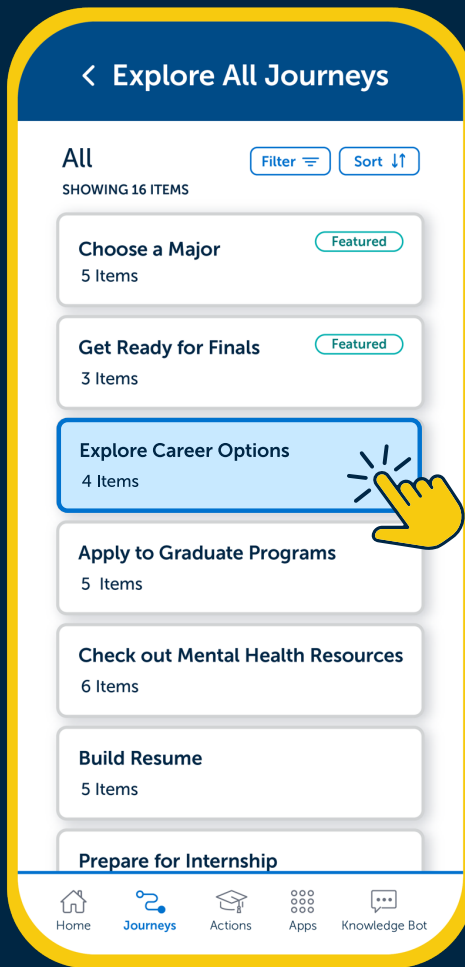 Explore All Journeys
All
Filter
Sort
SHOWING 16 ITEMS
Choose a Major
Featured
5 Items
Get Ready for Finals
Featured
3 Items
Explore Career Options
4 Items
Apply to Graduate Programs
5 Items
Check out Mental Health Resources
6 Items
Build Resume
5 Items
Prepare for Internship
Home
Journeys
Actions
Apps
Knowledge Bot